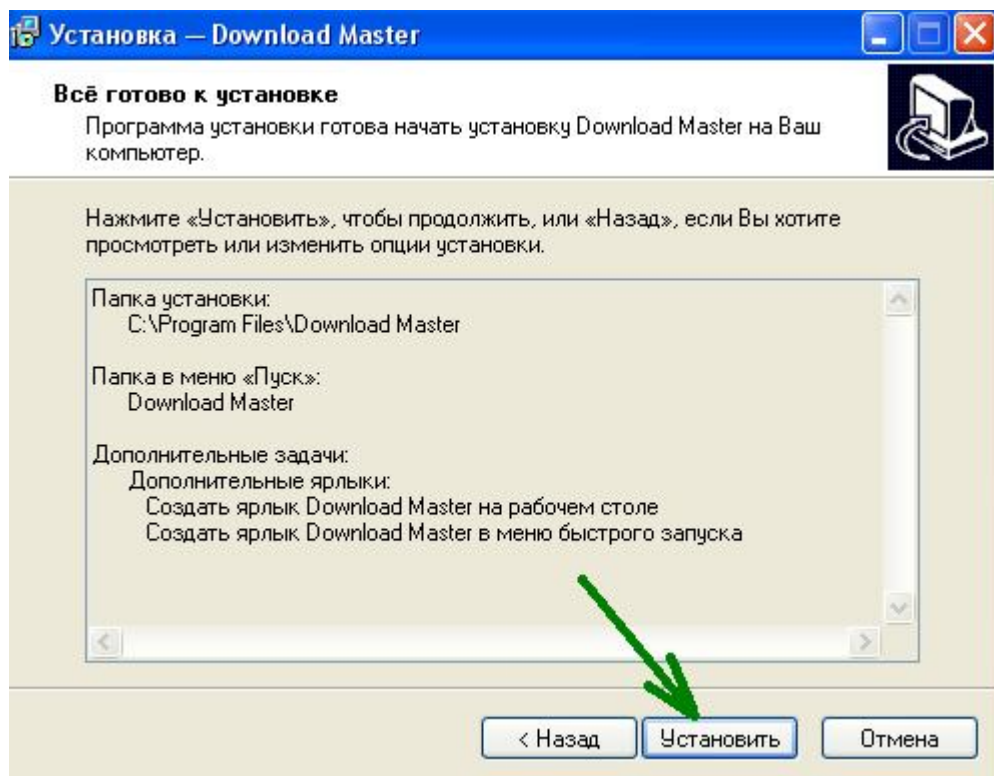 Установка — Download Master
Всё готово к установке
Программа установки готова начать установку Download Master на Ваш
компьютер.
Нажмите «Установить», чтобы продолжить, или «Назад», если Вы хотите
просмотреть или изменить опции установки.
Папка установки:
C:\Program Files\Download Master
Папка в меню «Пуск»:
Download Master
Дополнительные задачи:
Дополнительные ярлыки:
Создать ярлык Download Master на рабочем столе
Создать ярлык Download Master в меню быстрого запуска
< Назад Установить Отмена